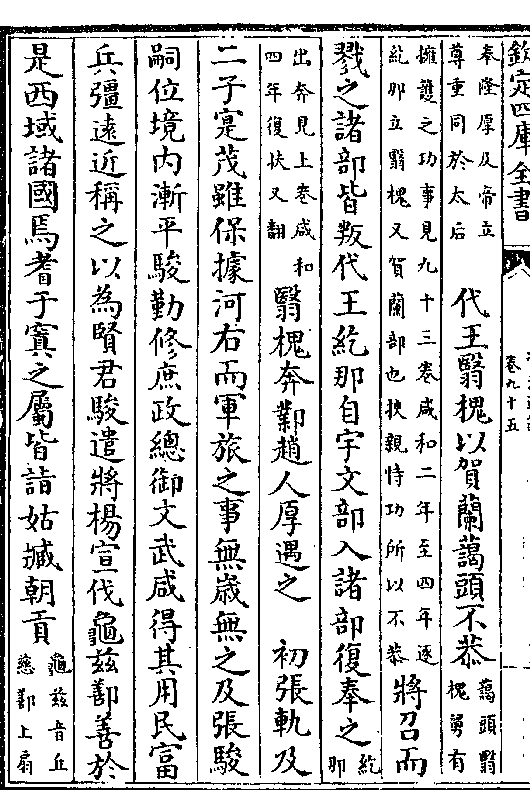 欽定四庫全書
卷九十五
奉隆厚及帝立
尊重同於太后
代王翳槐以賀蘭藹頭不恭
藹頭翳
槐舅有
擁護之功事見九十三卷咸和二年至四年逐
紇那立翳槐又賀蘭部也挟親恃功所以不恭
將召而
戮之諸部皆叛代王紇那自宇文部入諸部復奉之
紇
那
出奔見上卷咸和
四年復扶又翻
翳槐奔鄴趙人厚遇之　初張軌及
二子寔茂雖保據河右而軍旅之事無歲無之及張駿
嗣位境内漸平駿勤修庶政總御文武咸得其用民富
兵彊遠近稱之以為賢君駿遣將楊宣伐龜兹鄯善於
是西域諸國焉耆于窴之屬皆詣姑臧朝貢
龜兹音丘
慈鄯上扇